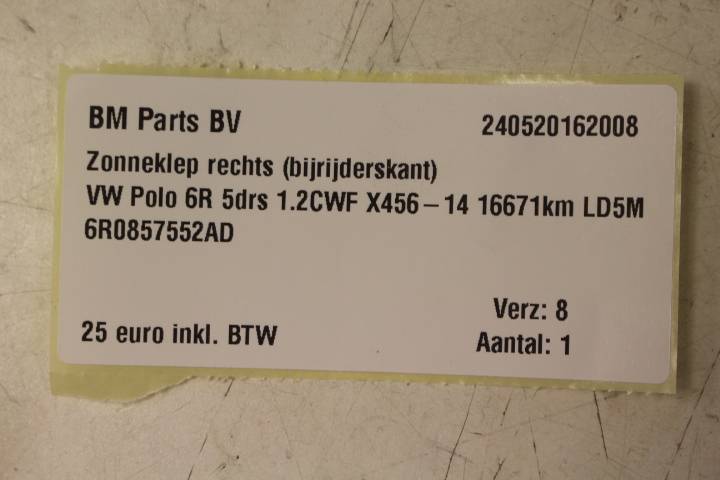 BM Parts BV 240520162008
Zonneklep rechts (bijrijderskant)
VW Polo 6R 5drs 1.2CWF X456-14 16671km LD5M
6R0857552AD
Verz: 8
25 euro inkl. BTW Aantal: 1